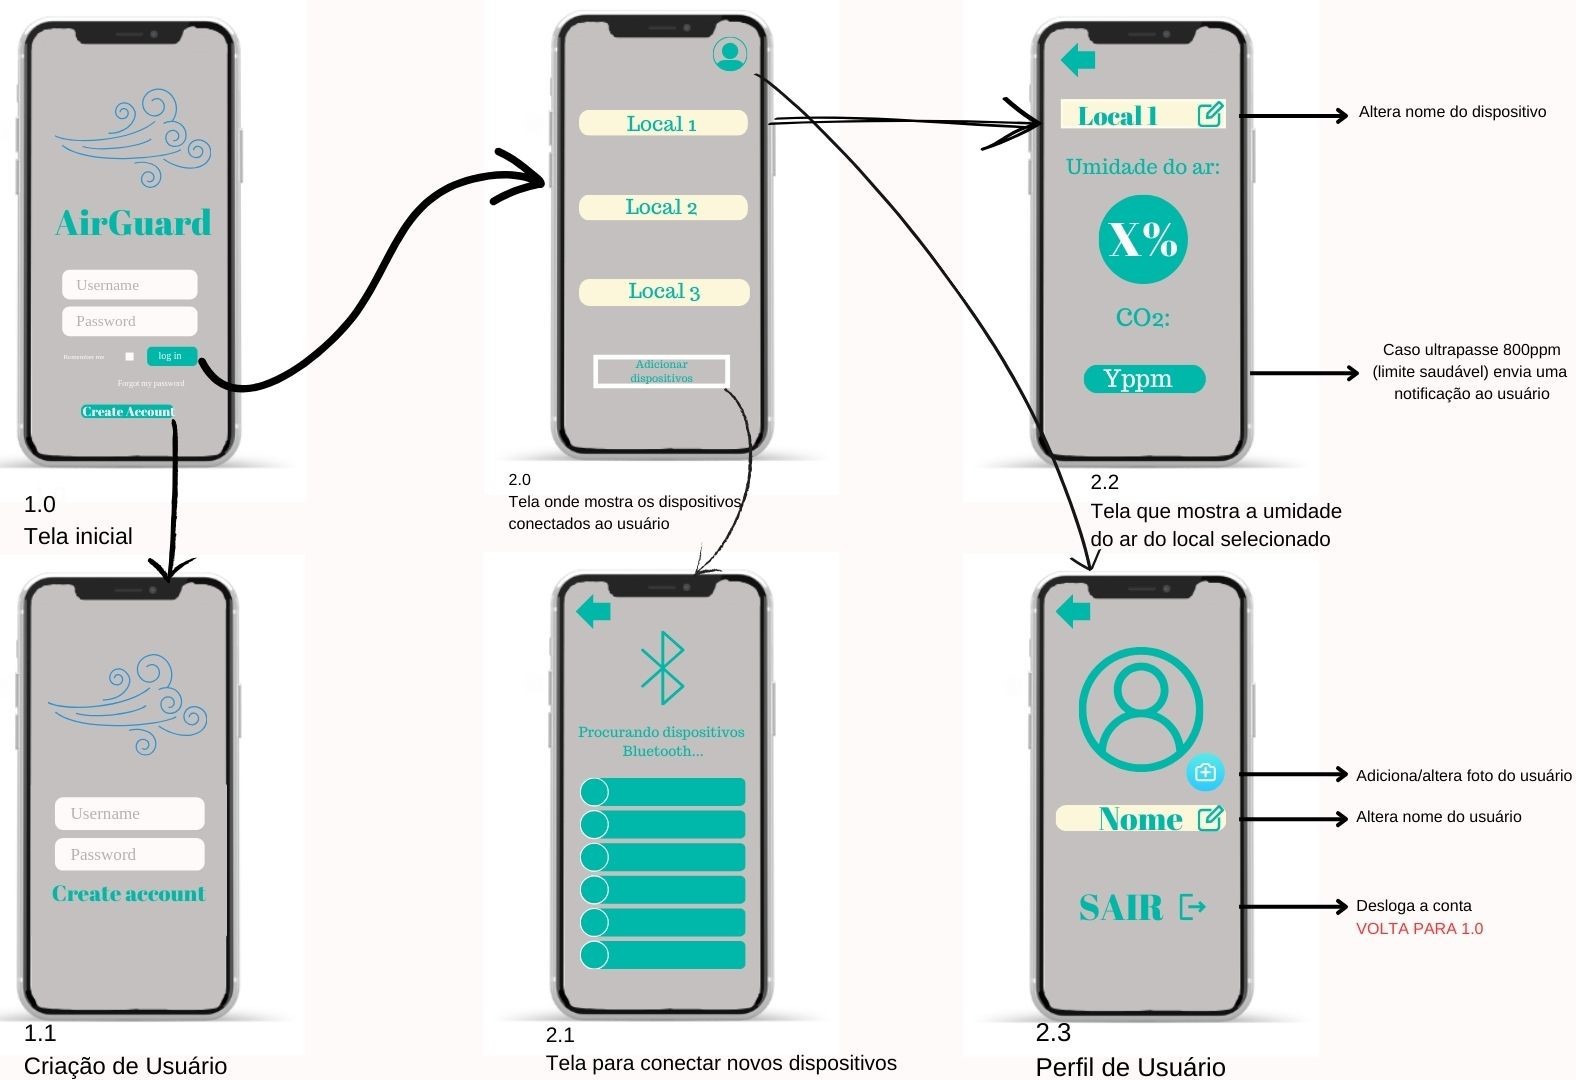 AirGuard
Username
Password
Remember me
log in
Forgot my password
Create Account
1.0
Tela inicial
Local 1
Local 2
Local 3
Adicionar
dispositivos
2.0
Tela onde mostra os dispositivos
conectados ao usuário
Local 1
Umidade do ar:
X%
CO2:
Yppm
Altera nome do dispositivo
Caso ultrapasse 800ppm
(limite saudável) envia uma
notificação ao usuário
2.2
Tela que mostra a umidade
do ar do local selecionado
Username
Password
Create account
1.1
Criação de Usuário
Procurando dispositivos
Bluetooth...
2.1
Tela para conectar novos dispositivos
Nome
SAIR
Adiciona/altera foto do usuário
Altera nome do usuário
Desloga a conta
VOLTA PARA 1.0
2.3
Perfil de Usuário